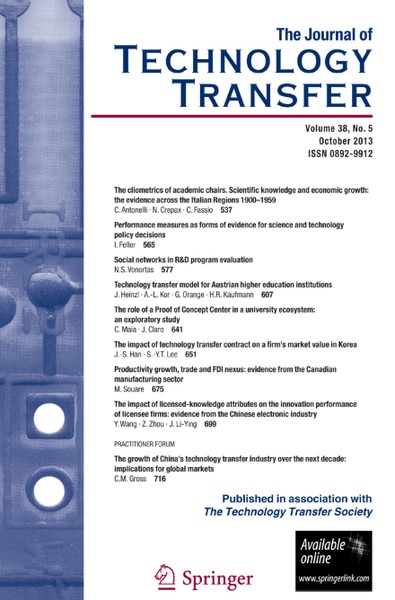 The Journal of
TECHNOLOGY
TRANSFER
Volume 38, No. 5
October 2013
ISSN 0892-9912
The cliometrics of academic chairs. Scientific knowledge and economic growth:
the evidence across the Italian Regions 1900–1959
C. Antonelli · N. Crepax · C. Fassio 537
Performance measures as forms of evidence for science and technology
policy decisions
I. Feller 565
Social networks in R&D program evaluation
N.S. Vonortas 577
Technology transfer model for Austrian higher education institutions
J. Heinzl · A.-L. Kor · G. Orange · H.R. Kaufmann 607
The role of a Proof of Concept Center in a university ecosystem:
an exploratory study
C. Maia · J. Claro 641
The impact of technology transfer contract on a firm's market value in Korea
J.-S. Han · S.-Y.T. Lee 651
Productivity growth, trade and FDI nexus: evidence from the Canadian
manufacturing sector
M. Souare 675
The impact of licensed-knowledge attributes on the innovation performance
of licensee firms: evidence from the Chinese electronic industry
Y. Wang · Z. Zhou · J. Li-Ying 699
PRACTITIONER FORUM
The growth of China's technology transfer industry over the next decade:
implications for global markets
C.M. Gross 716
Published in association with
The Technology Transfer Society
Available
online
www.springerlink.com
Springer